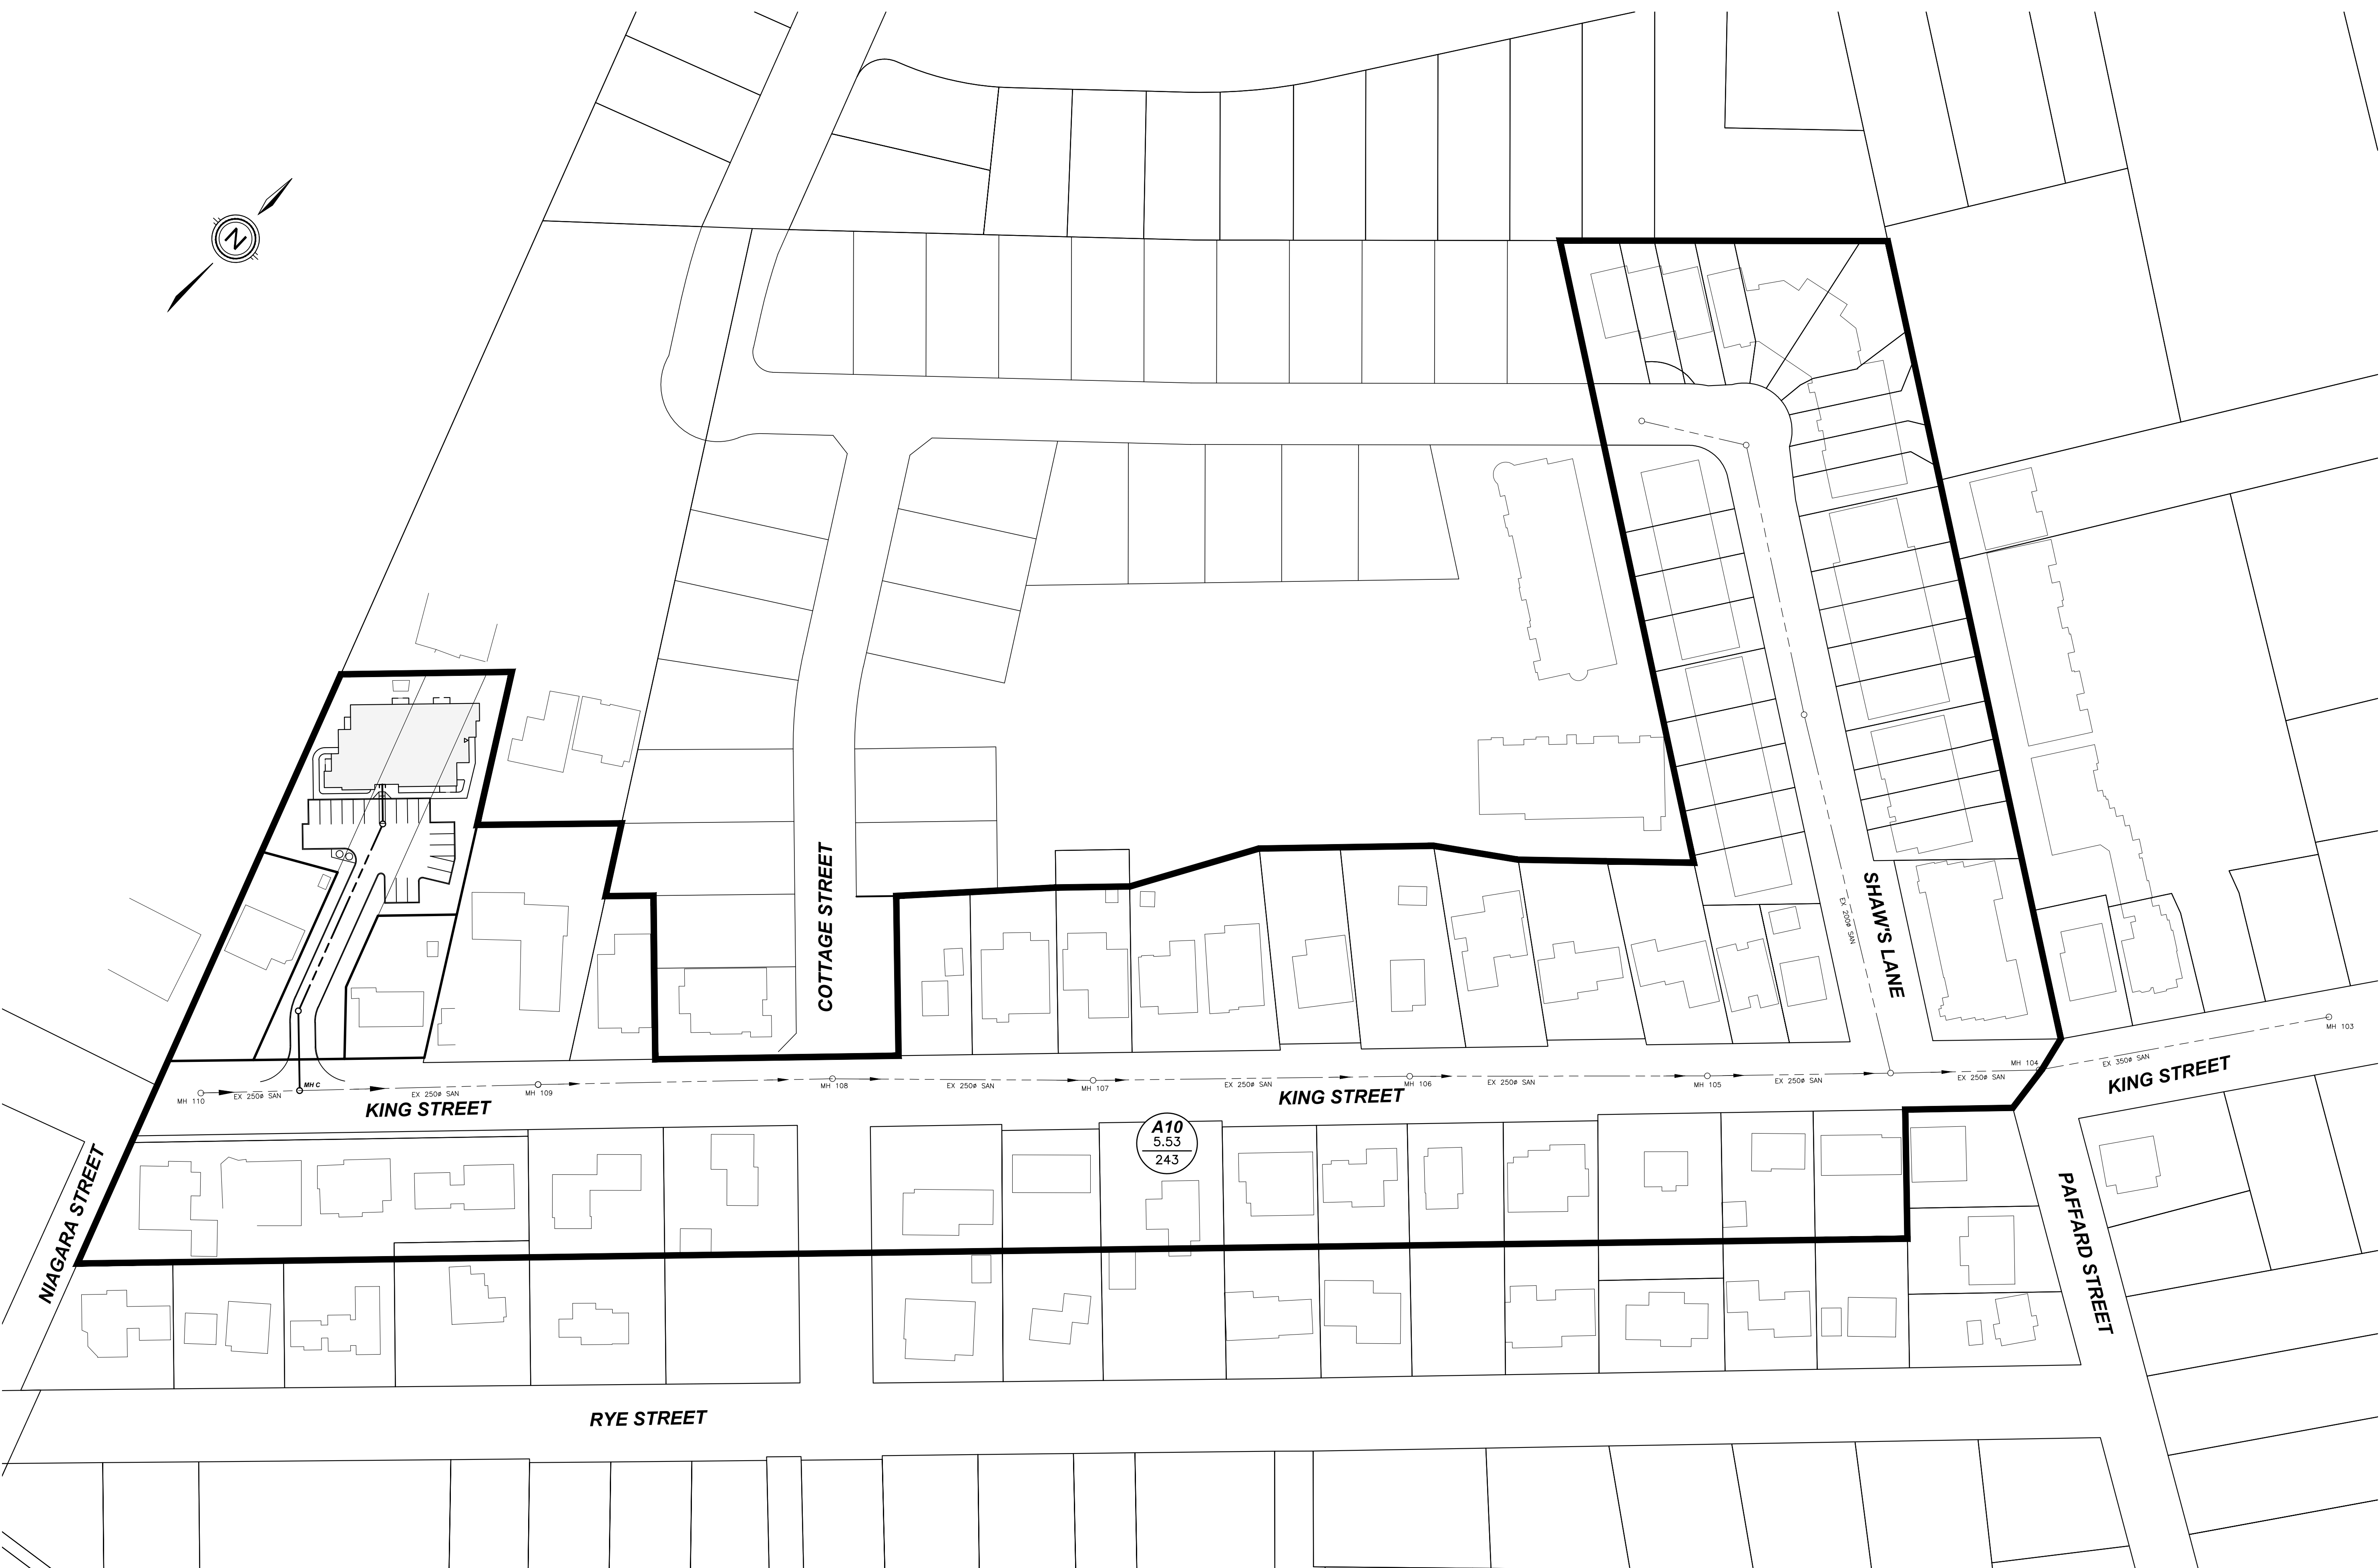 N
COTTAGE STREET
SHAW'S LANE
EX 200ø SAN
MH 110
EX 250ø SAN
MH C
EX 250ø SAN
MH 109
MH 108
EX 250ø SAN
MH 107
EX 250ø SAN
MH 106
EX 250ø SAN
MH 105
EX 250ø SAN
EX 250ø SAN
MH 104
EX 350ø SAN
MH 103
KING STREET
KING STREET
KING STREET
A10
5.53
243
NIAGARA STREET
PAFFARD STREET
RYE STREET